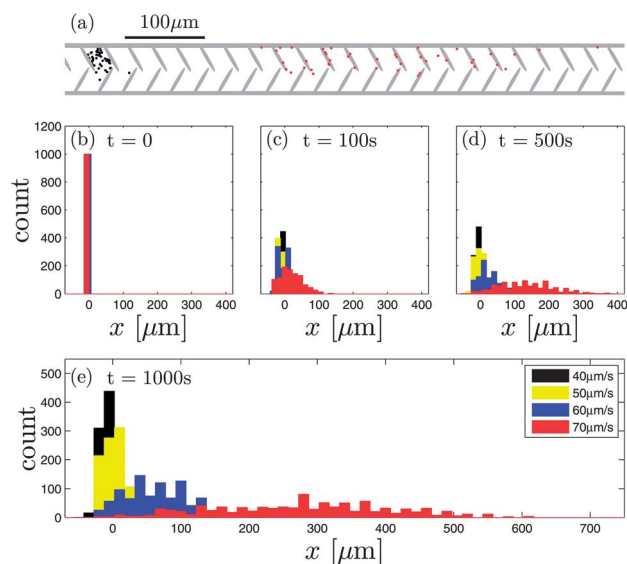 (a) 100μm
(b) t = 0
(c) t = 100s
(d) t = 500s
1200
1000
800
600
400
200
0
count
0 100 200 300 400
0 100 200 300 400
0 100 200 300 400
x [μm]
x [μm]
x [μm]
(e) t = 1000s
500
400
300
200
100
0
count
40μm/s
50μm/s
60μm/s
70μm/s
0 100 200 300 400 500 600 700
x [μm]